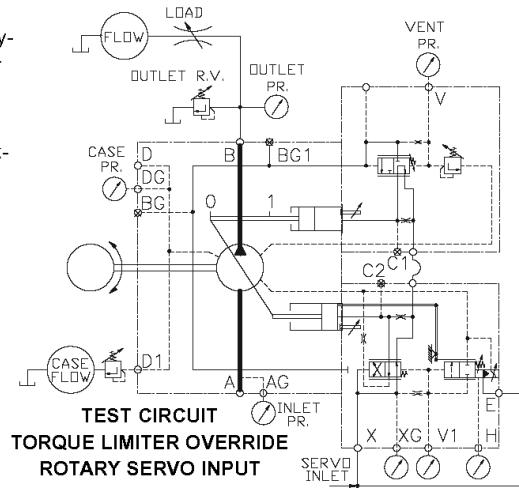 y-
LOAD
FLOW
VENT
PR.
OUTLET R.V.
OUTLET
PR.
V
k-
CASE
PR.
D
B
BG1
DG
BG
0
1
C1
C2
CASE
FLOW
D1
A
AG
INLET
PR.
X
E
TEST CIRCUIT
TORQUE LIMITER OVERRIDE
ROTARY SERVO INPUT
X
XG
V1
H
SERVO
INLET